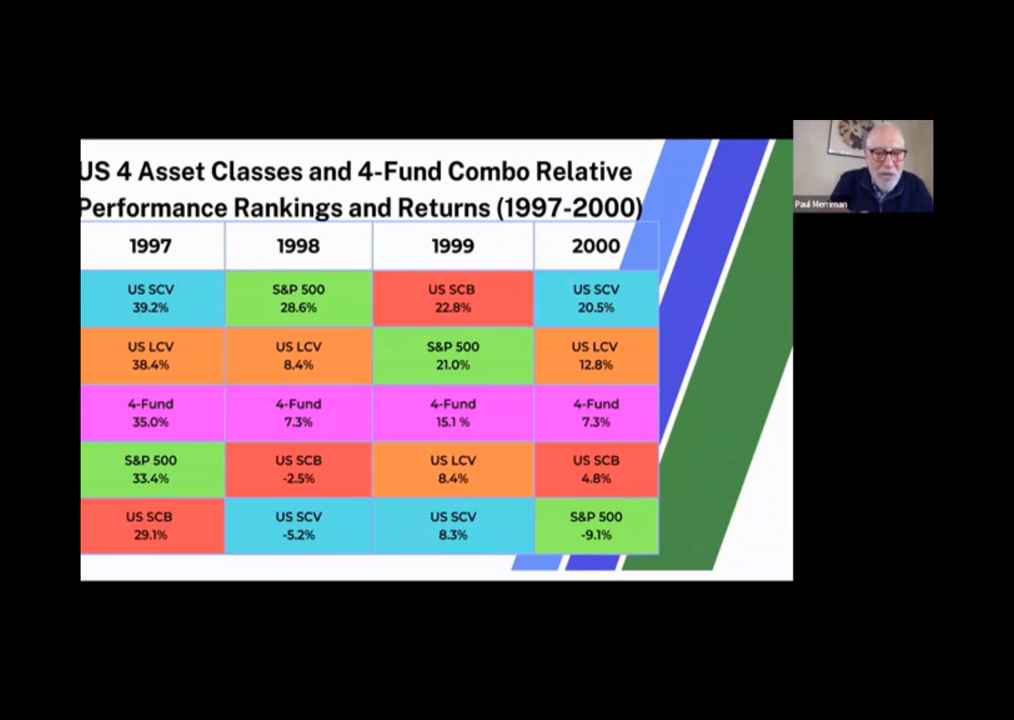 US 4 Asset Classes and 4-Fund Combo Relative
Performance Rankings and Returns (1997-2000)
1997 1998 1999 2000
US SCV S&P 500 US SCB US SCV
39.2% 28.6% 22.8% 20.5%
US LCV US LCV S&P 500 US LCV
38.4% 8.4% 21.0% 12.8%
4-Fund 4-Fund 4-Fund 4-Fund
35.0% 7.3% 15.1 % 7.3%
S&P 500 US SCB US LCV US SCB
33.4% -2.5% 8.4% 4.8%
US SCB US SCV US SCV S&P 500
29.1% -5.2% 8.3% -9.1%
Paul Merriman